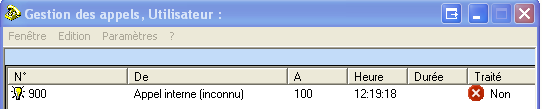 Gestion des appels, Utilisateur :
Fenêtre Edition Paramètres ?
N° De A Heure Durée Traité
900 Appel interne (inconnu) 100 12:19:18 Non